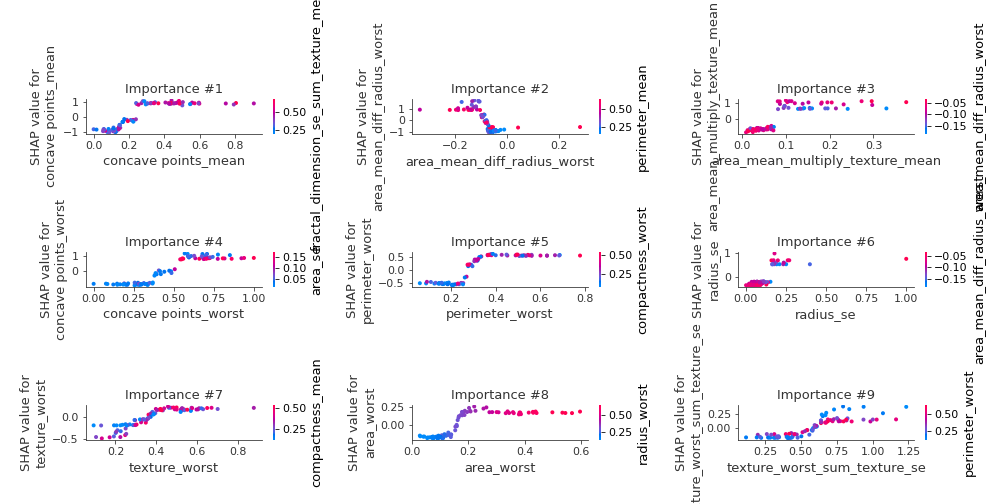 Importance #1
SHAP value for
concave points_mean
1
0
−1
0.0 0.2 0.4 0.6 0.8
concave points_mean
0.50
0.25
fractal_dimension_se_sum_texture_me
Importance #2
SHAP value for
area_mean_diff_radius_worst
1
0
−1
−0.2 0.0 0.2
area_mean_diff_radius_worst
0.50
0.25
perimeter_mean
Importance #3
SHAP value for
area_mean_multiply_texture_mean
1
0
0.0 0.1 0.2 0.3
area_mean_multiply_texture_mean
−0.05
−0.10
−0.15
area_mean_diff_radius_worst
Importance #4
SHAP value for
concave points_worst
1
0
0.00 0.25 0.50 0.75 1.00
concave points_worst
0.15
0.10
0.05
area_se
Importance #5
SHAP value for
perimeter_worst
0.5
0.0
−0.5
0.2 0.4 0.6 0.8
perimeter_worst
0.50
0.25
compactness_worst
Importance #6
SHAP value for
radius_se
1
0
0.00 0.25 0.50 0.75 1.00
radius_se
−0.05
−0.10
−0.15
area_mean_diff_radius_worst
Importance #7
SHAP value for
texture_worst
0.0
−0.5
0.2 0.4 0.6 0.8
texture_worst
0.50
0.25
compactness_mean
Importance #8
SHAP value for
area_worst
0.25
0.00
0.0 0.2 0.4 0.6
area_worst
0.50
0.25
radius_worst
Importance #9
SHAP value for
ture_worst_sum_texture_se
0.25
0.00
0.25 0.50 0.75 1.00 1.25
texture_worst_sum_texture_se
0.50
0.25
perimeter_worst